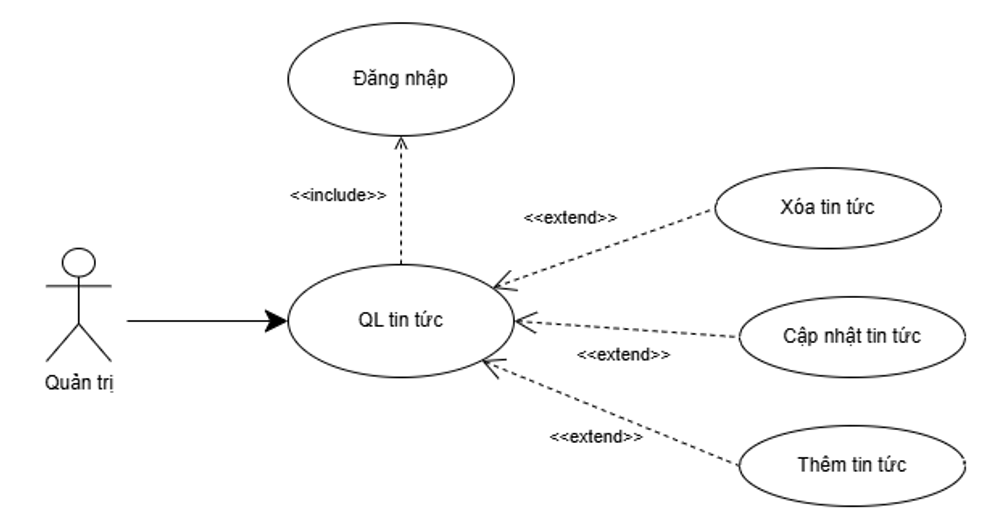 Đăng nhập
<<include>>
Xóa tin tức
<<extend>>
QL tin tức
Cập nhật tin tức
<<extend>>
Quản trị
<<extend>>
Thêm tin tức